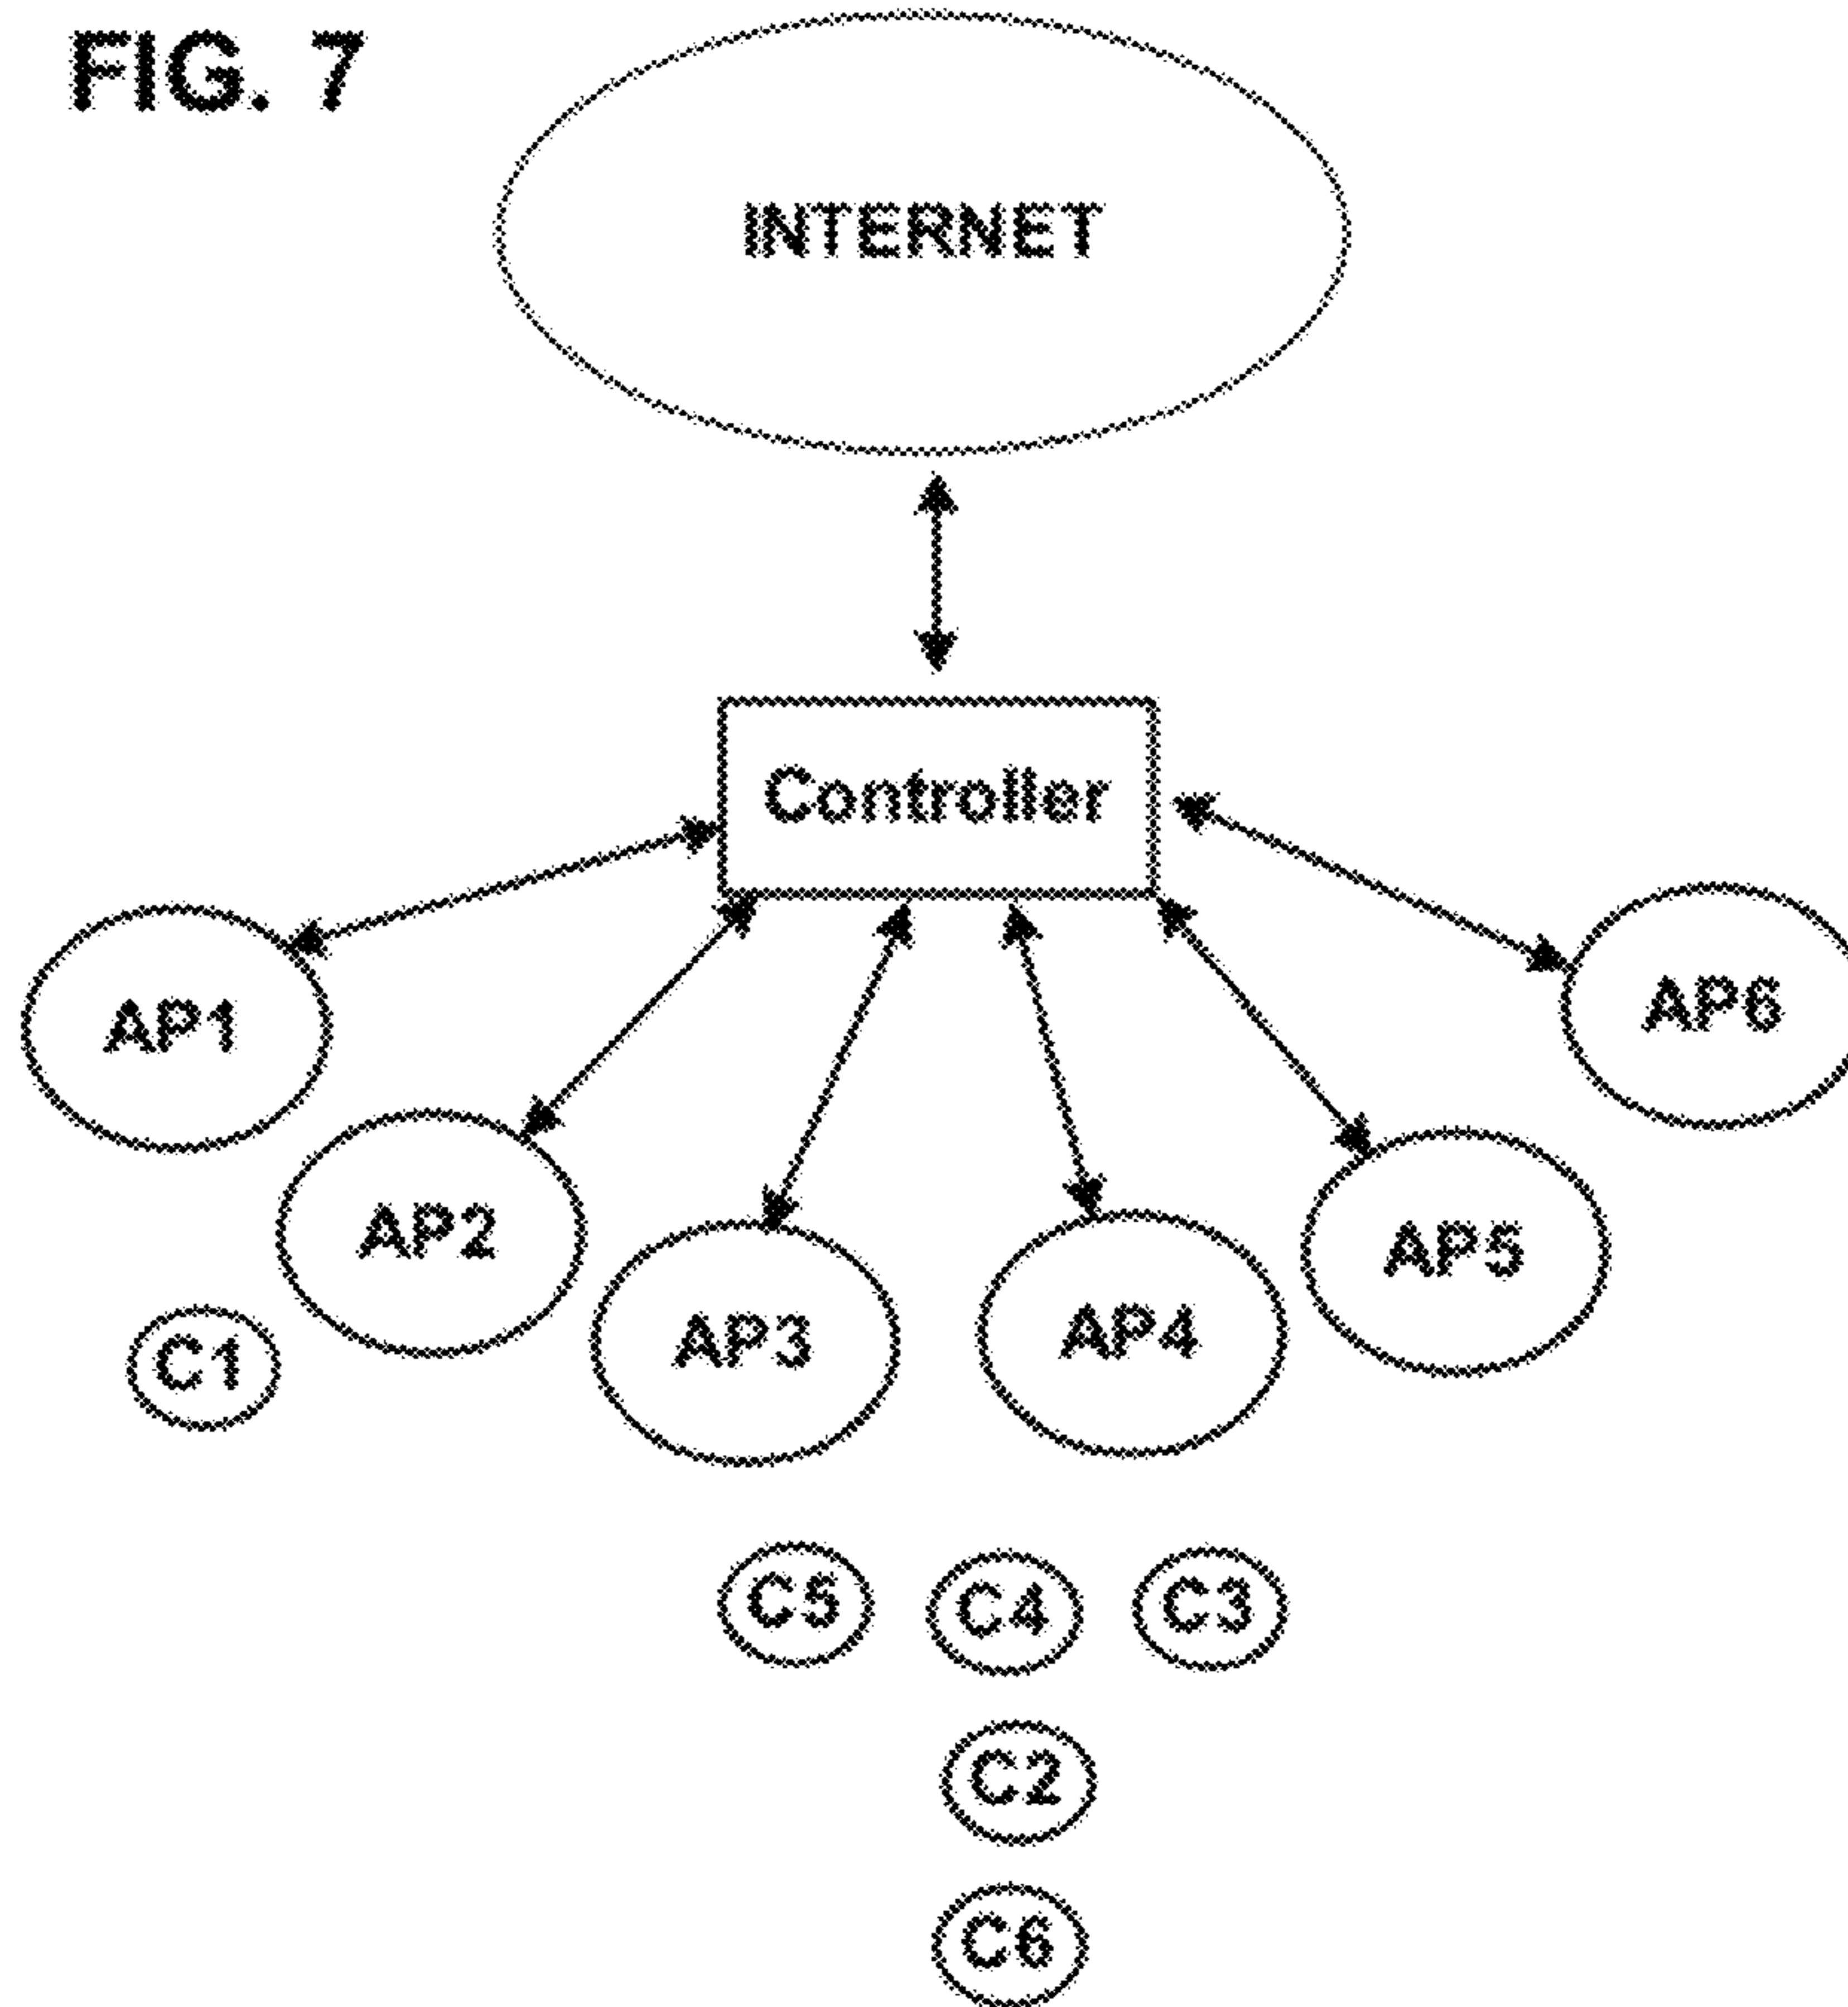 FIG. 7
INTERNET
Controller
AP1
AP2
AP3
AP4
AP5
AP6
C1
C5
C4
C3
C2
C6